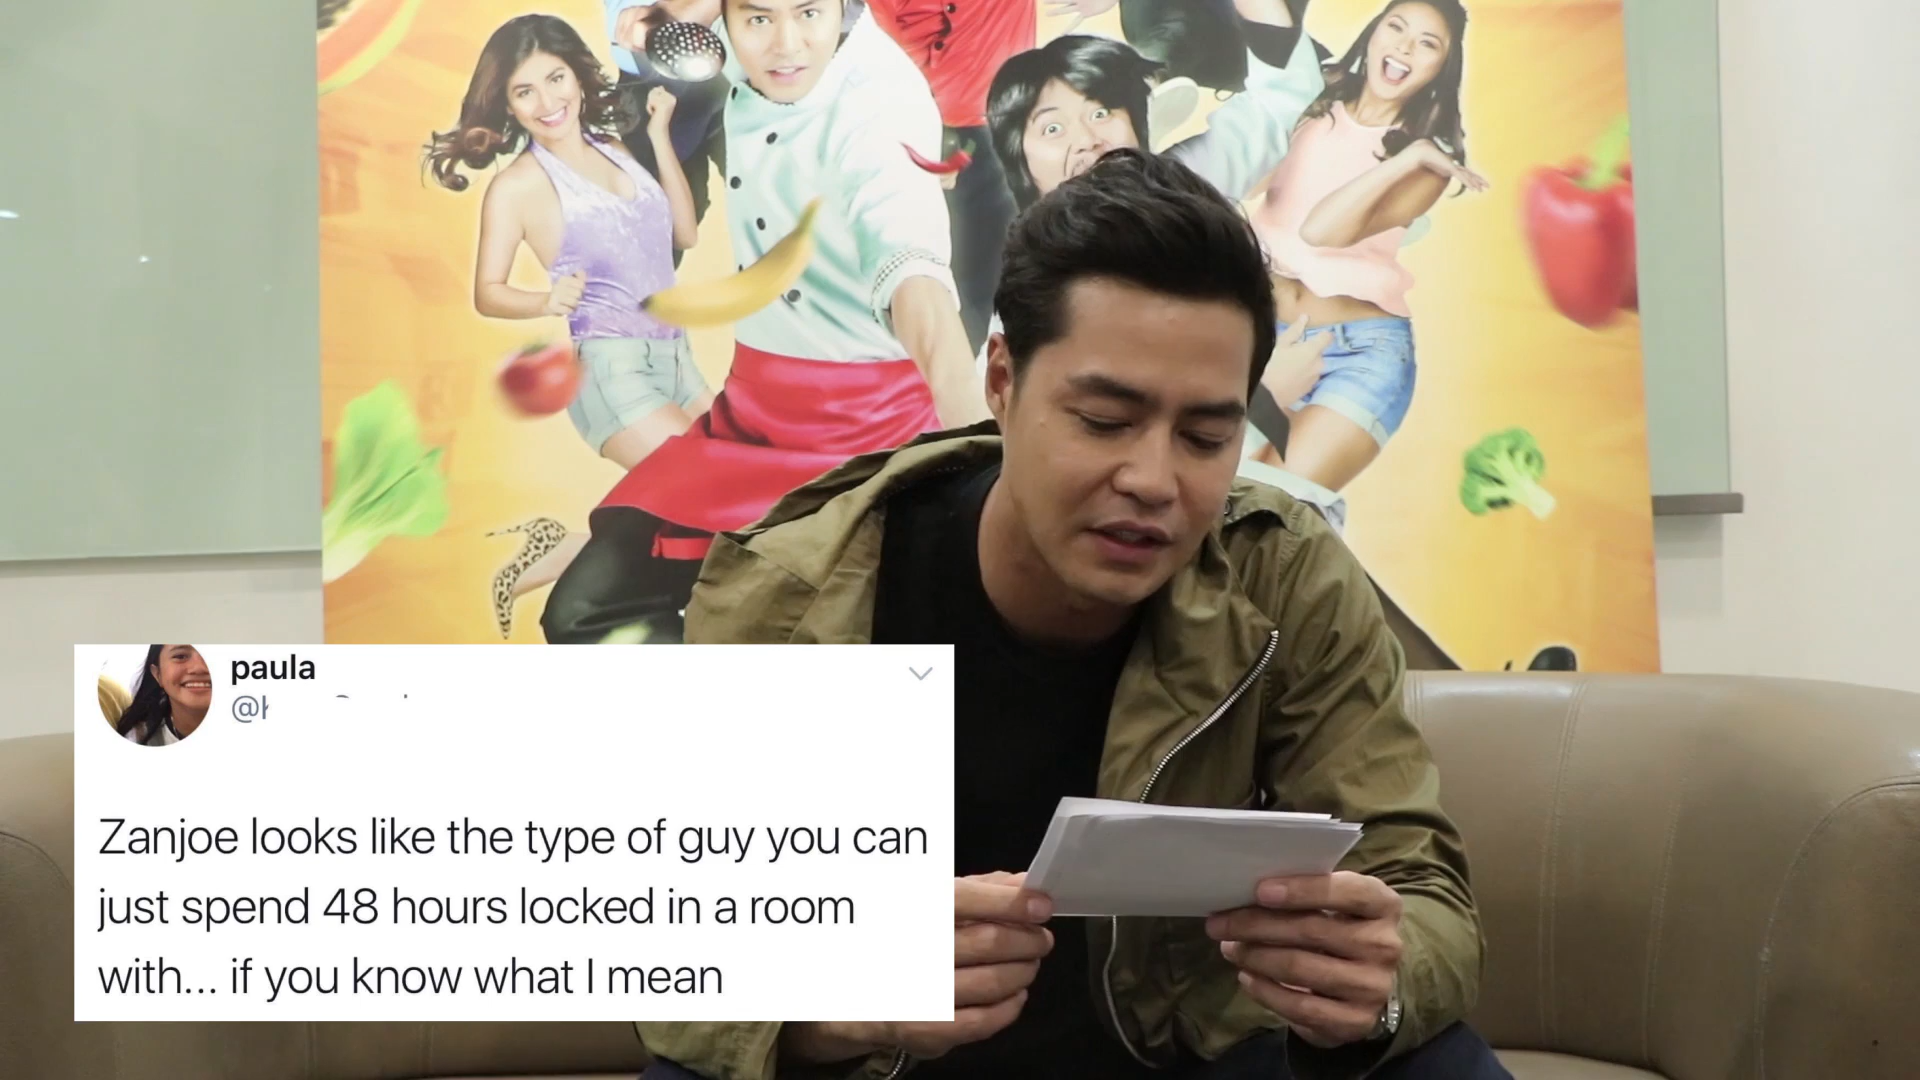 paula
Zanjoe looks like the type of guy you can
just spend 48 hours locked in a room
with... if you know what I mean